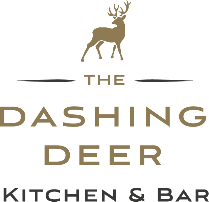 THE
DASHING
DEER
KITCHEN & BAR